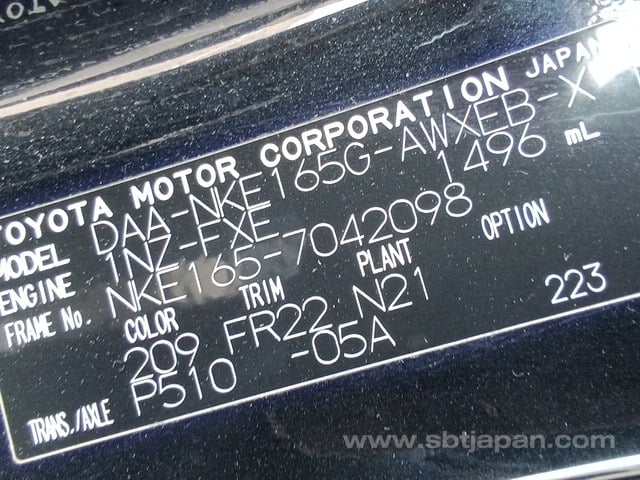 TOYOTA MOTOR CORPORATION JAPAN
MODEL DAA-NKE165G-AWXEB-X
ENGINE 1NZ-FXE 1496 mL
FRAME No. NKE165-7042098
COLOR TRIM PLANT OPTION
209 FR22 N21 223
TRANS./AXLE P510 -05A
www.sbtjapan.com